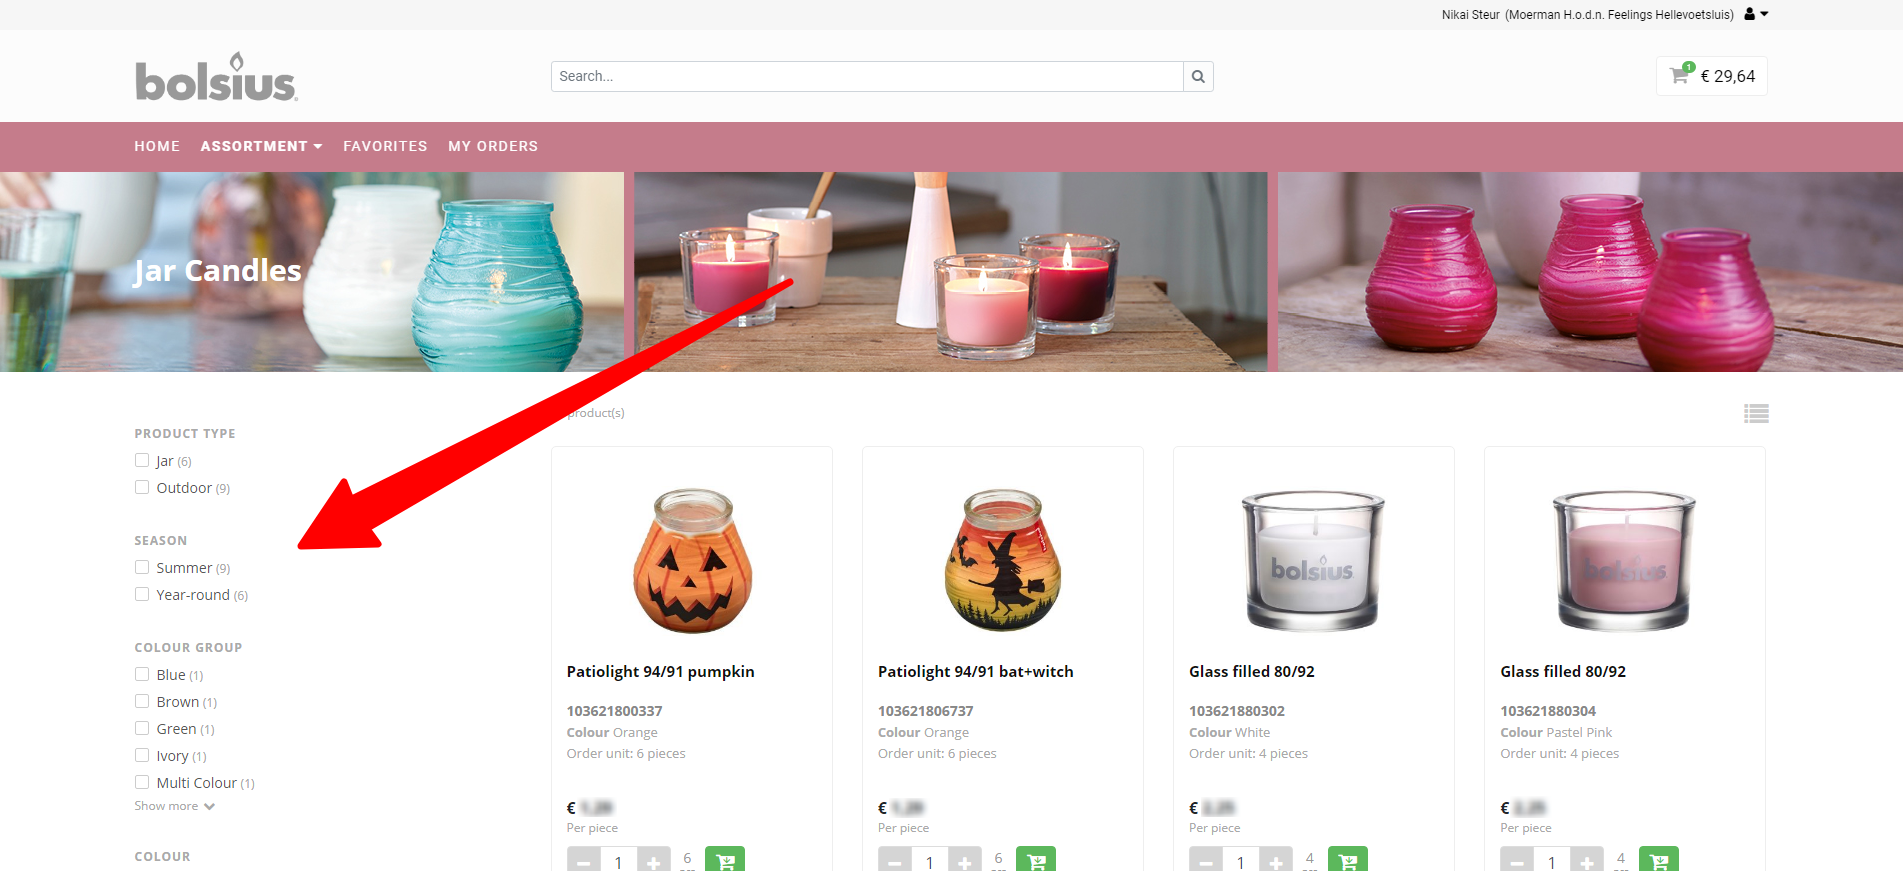 Nikai Steur (Moerman H.o.d.n. Feelings Hellevoetsluis)
bolsius
Search...
1
€ 29,64
HOME ASSORTMENT FAVORITES MY ORDERS
Jar Candles
product(s)
PRODUCT TYPE
Jar (6)
Outdoor (9)
SEASON
Summer (9)
Year-round (6)
COLOUR GROUP
Blue (1)
Brown (1)
Green (1)
Ivory (1)
Multi Colour (1)
Show more
COLOUR
Patiolight 94/91 pumpkin
103621800337
Colour Orange
Order unit: 6 pieces
€
Per piece
1 6
Patiolight 94/91 bat+witch
103621806737
Colour Orange
Order unit: 6 pieces
€
Per piece
1 6
bolsius
Glass filled 80/92
103621880302
Colour White
Order unit: 4 pieces
€
Per piece
1 4
bolsius
Glass filled 80/92
103621880304
Colour Pastel Pink
Order unit: 4 pieces
€
Per piece
1 4